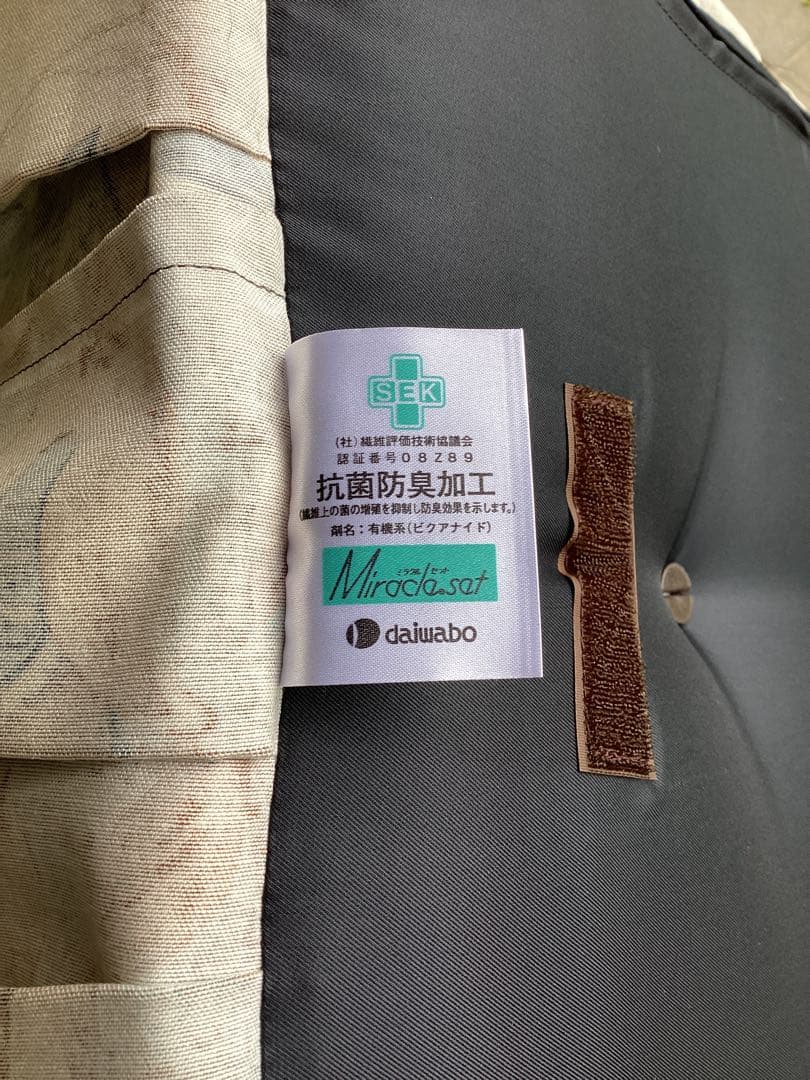 SEK
(社)繊維評価技術協議会
認証番号08Z89
抗菌防臭加工
(繊維上の菌の増殖を抑制し防臭効果を示します。)
剤名:有機系(ビクアナイド)
ミラクル セット
Miracle.set
daiwabo